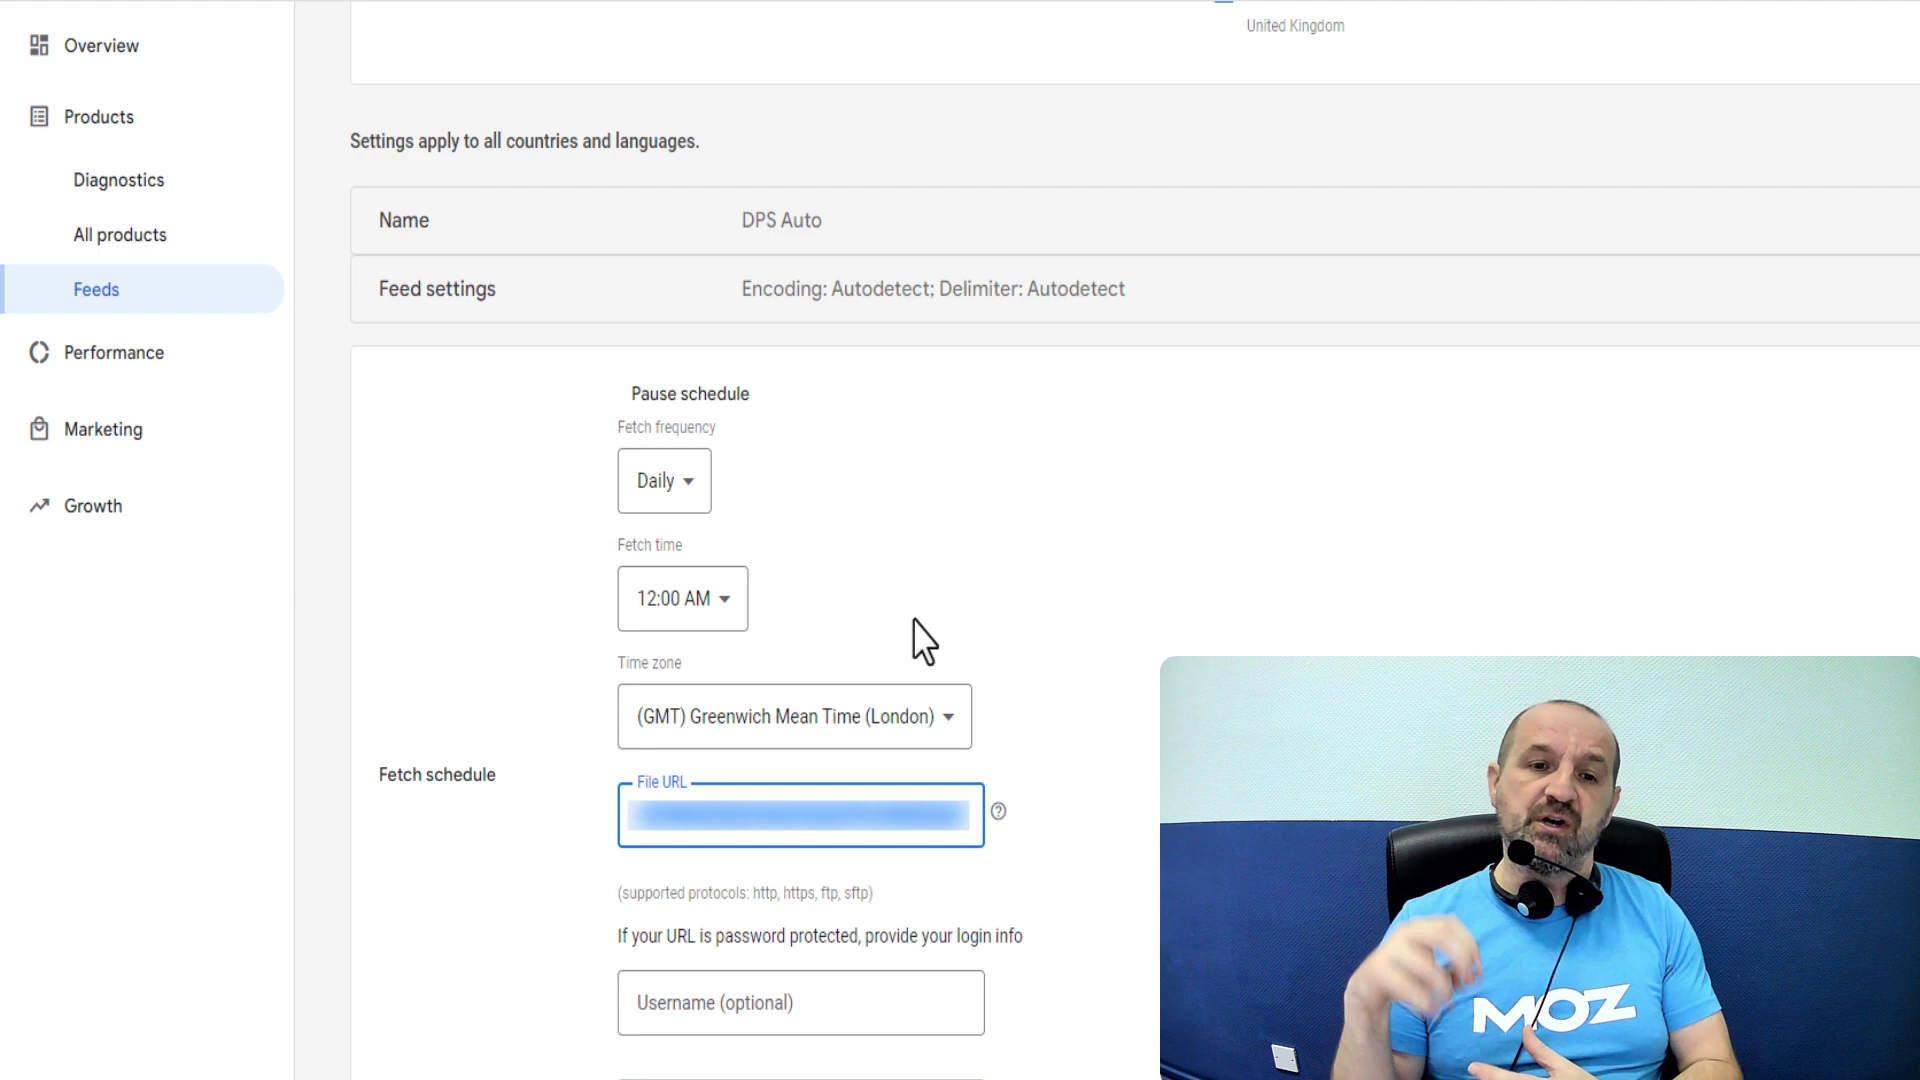 United Kingdom
Overview
Products
Diagnostics
All products
Feeds
Performance
Marketing
Growth
Settings apply to all countries and languages.
Name DPS Auto
Feed settings Encoding: Autodetect; Delimiter: Autodetect
Pause schedule
Fetch frequency
Daily
Fetch time
12:00 AM
Time zone
(GMT) Greenwich Mean Time (London)
Fetch schedule
File URL
(supported protocols: http, https, ftp, sftp)
If your URL is password protected, provide your login info
Username (optional)
MOZ